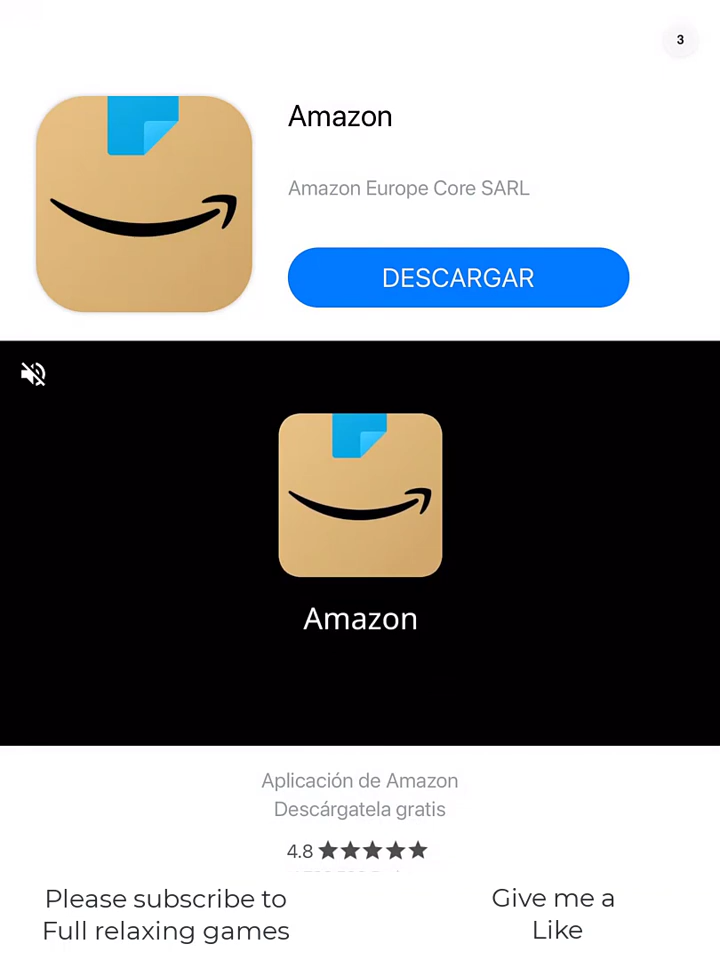 3
Amazon
Amazon Europe Core SARL
DESCARGAR
Amazon
Aplicación de Amazon
Descárgatela gratis
4.8 ★★★★★
Please subscribe to
Full relaxing games
Give me a
Like